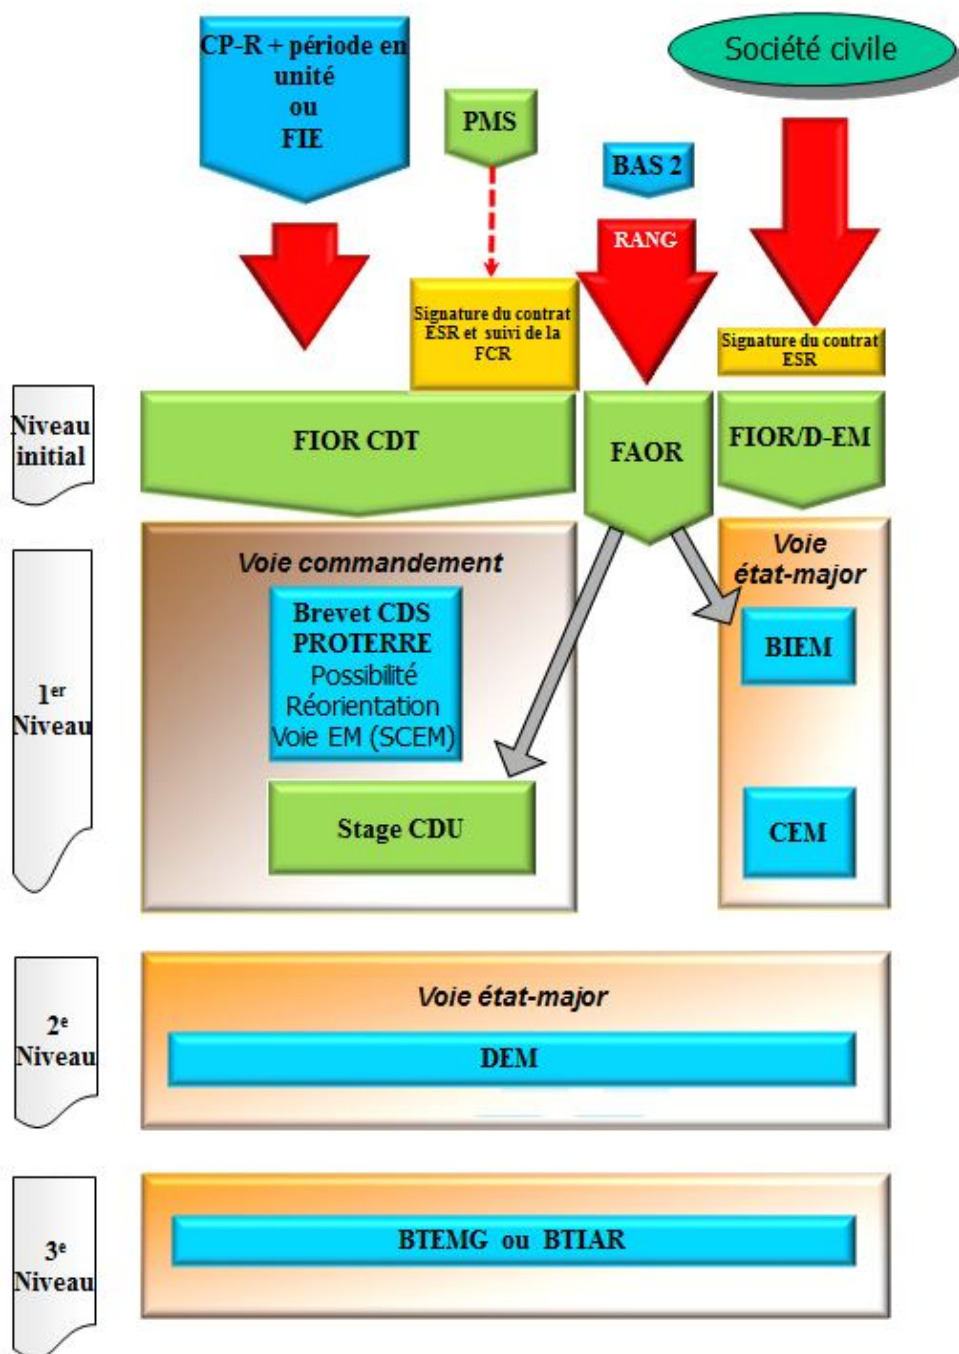 CP-R + période en
unité
ou
FIE
PMS
BAS 2
Société civile
RANG
Signature du contrat
ESR et suivi de la
FCR
Signature du contrat
ESR
Niveau
initial
FIOR CDT
FAOR
FIOR/D-EM
1er
Niveau
Voie commandement
Brevet CDS
PROTERRE
Possibilité
Réorientation
Voie EM (SCEM)
Stage CDU
Voie
état-major
BIEM
CEM
2e
Niveau
Voie état-major
DEM
3e
Niveau
BTEMG ou BTIAR